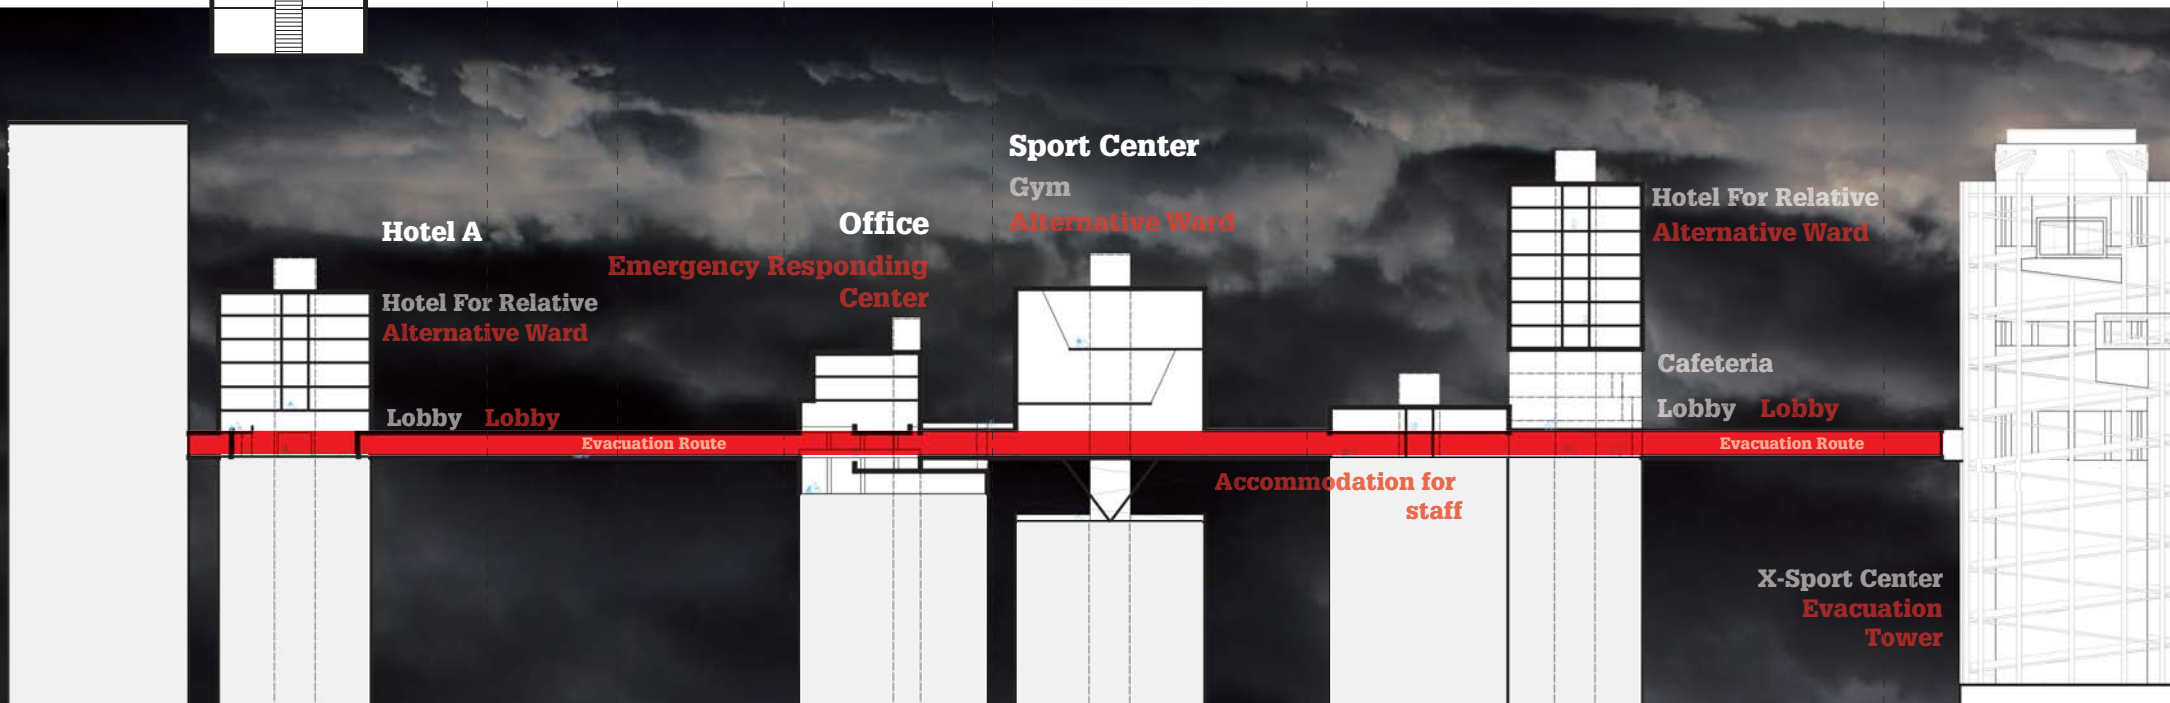 Hotel A
Hotel For Relative
Alternative Ward
Lobby Lobby
Evacuation Route
Office
Emergency Responding
Center
Sport Center
Gym
Alternative Ward
Accommodation for
staff
Hotel For Relative
Alternative Ward
Cafeteria
Lobby Lobby
Evacuation Route
X-Sport Center
Evacuation
Tower